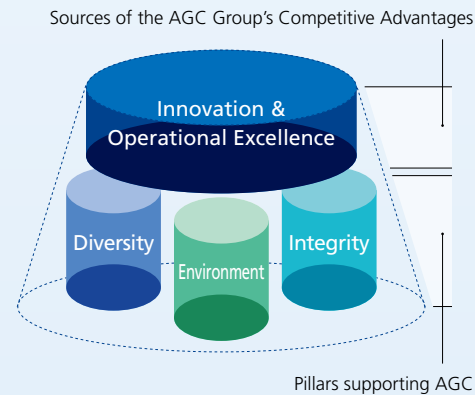 Sources of the AGC Group’s Competitive Advantages
Innovation &
Operational Excellence
Diversity
Environment
Integrity
Pillars supporting AGC